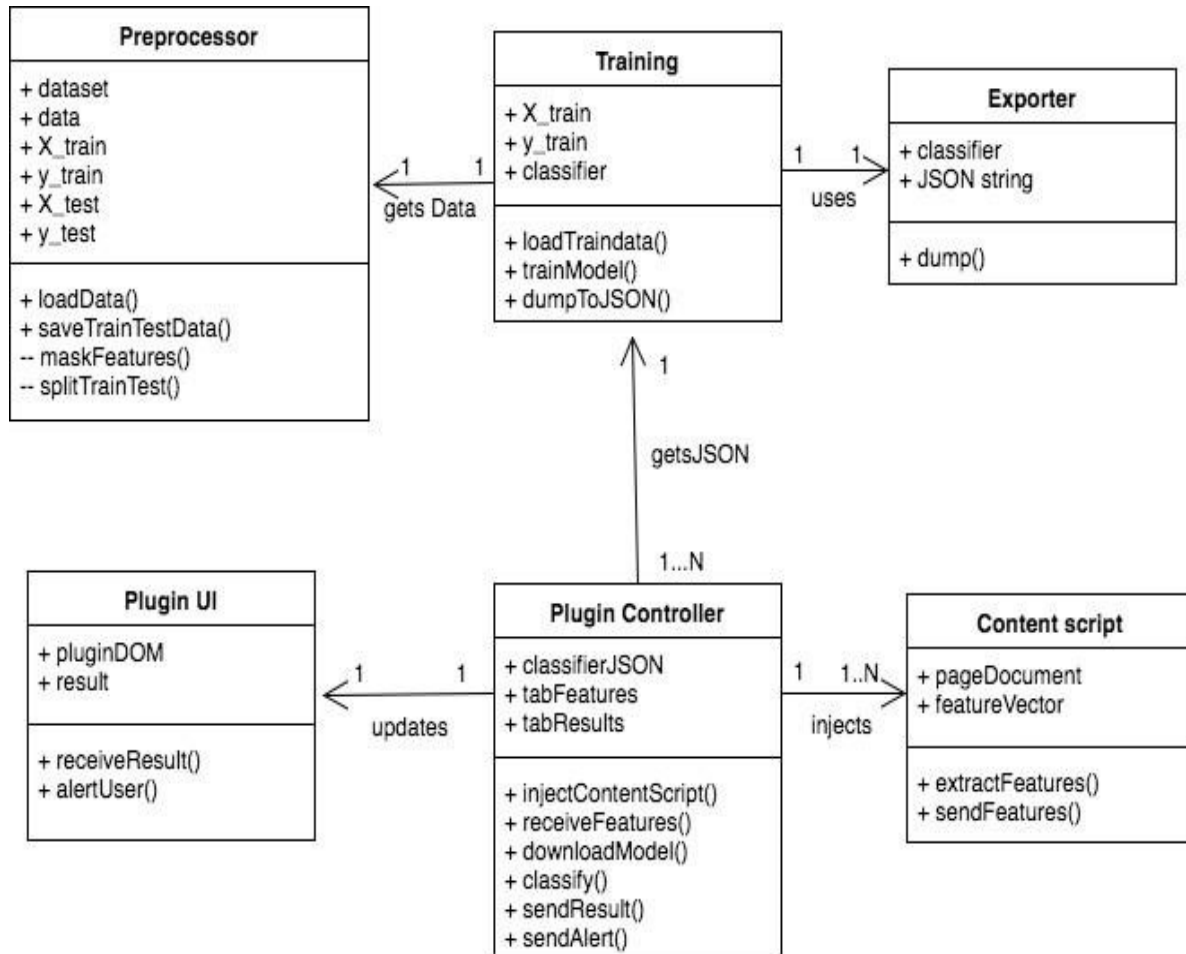 Preprocessor
+ dataset
+ data
+ X_train
+ y_train
+ X_test
+ y_test
+ loadData()
+ saveTrainTestData()
-- maskFeatures()
-- splitTrainTest()
1 1
gets Data
Training
+ X_train
+ y_train
+ classifier
+ loadTraindata()
+ trainModel()
+ dumpToJSON()
1 1
uses
Exporter
+ classifier
+ JSON string
+ dump()
1
getsJSON
1...N
Plugin UI
+ pluginDOM
+ result
+ receiveResult()
+ alertUser()
1 1
updates
Plugin Controller
+ classifierJSON
+ tabFeatures
+ tabResults
+ injectContentScript()
+ receiveFeatures()
+ downloadModel()
+ classify()
+ sendResult()
+ sendAlert()
1 1..N
injects
Content script
+ pageDocument
+ featureVector
+ extractFeatures()
+ sendFeatures()